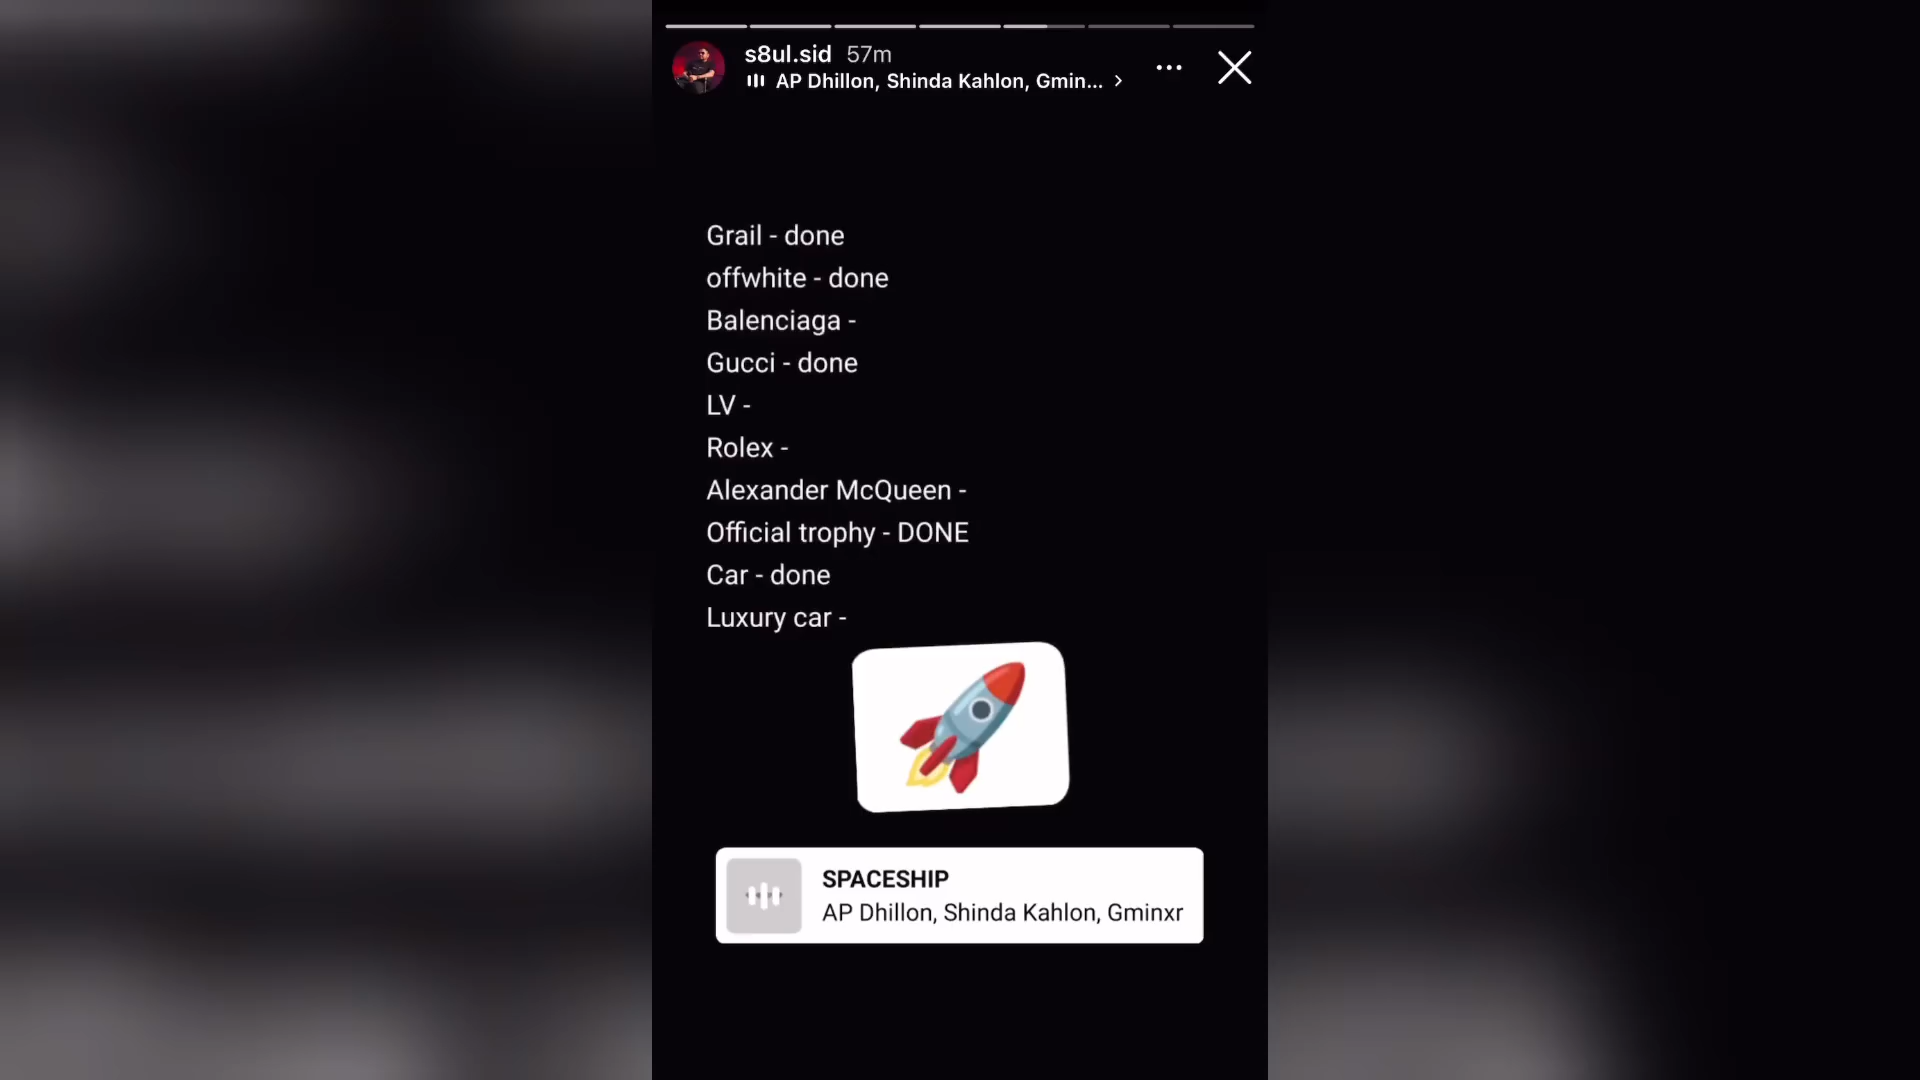 s8ul.sid 57m
AP Dhillon, Shinda Kahlon, Gmin... >
Grail - done
offwhite - done
Balenciaga -
Gucci - done
LV -
Rolex -
Alexander McQueen -
Official trophy - DONE
Car - done
Luxury car -
SPACESHIP
AP Dhillon, Shinda Kahlon, Gminxr